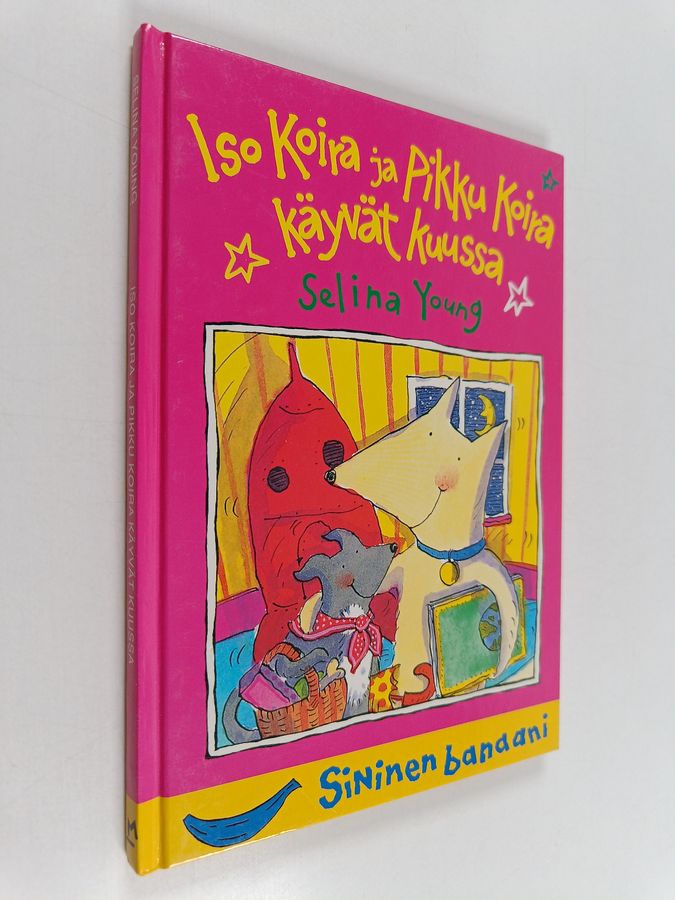 Iso Koira ja Pikku Koira
käyvät kuussa
Selina Young
Sininen banaani
SELINA YOUNG
ISO KOIRA JA PIKKU KOIRA KÄYVÄT KUUSSA
M